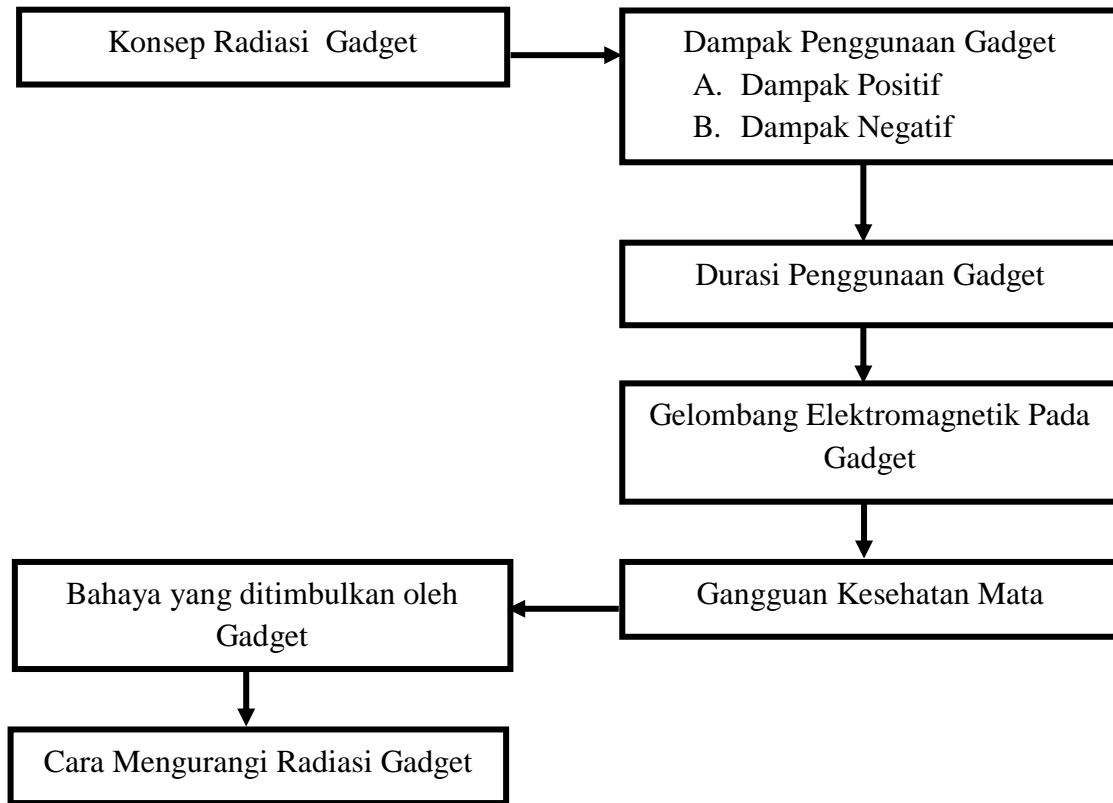 Konsep Radiasi Gadget
Dampak Penggunaan Gadget
A. Dampak Positif
B. Dampak Negatif
Durasi Penggunaan Gadget
Gelombang Elektromagnetik Pada
Gadget
Gangguan Kesehatan Mata
Bahaya yang ditimbulkan oleh
Gadget
Cara Mengurangi Radiasi Gadget